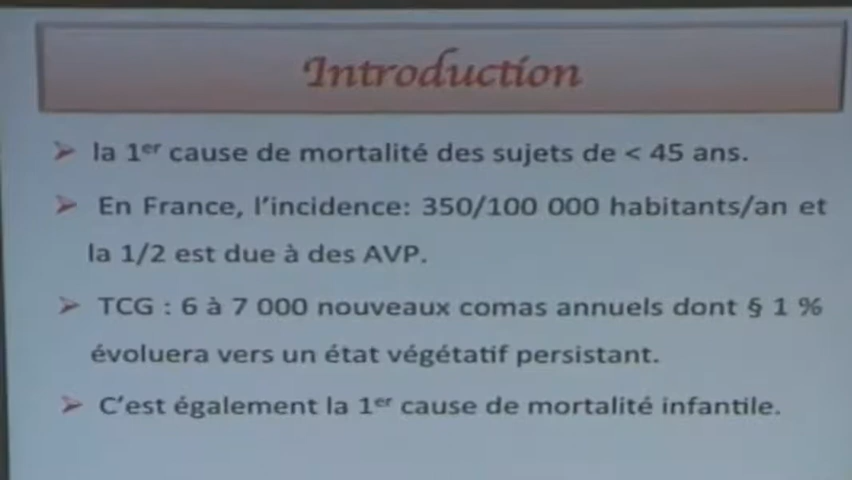 Introduction
➢ la 1er cause de mortalité des sujets de < 45 ans.
➢ En France, l'incidence: 350/100 000 habitants/an et
la 1/2 est due à des AVP.
➢ TCG : 6 à 7 000 nouveaux comas annuels dont § 1 %
évoluera vers un état végétatif persistant.
➢ C'est également la 1er cause de mortalité infantile.